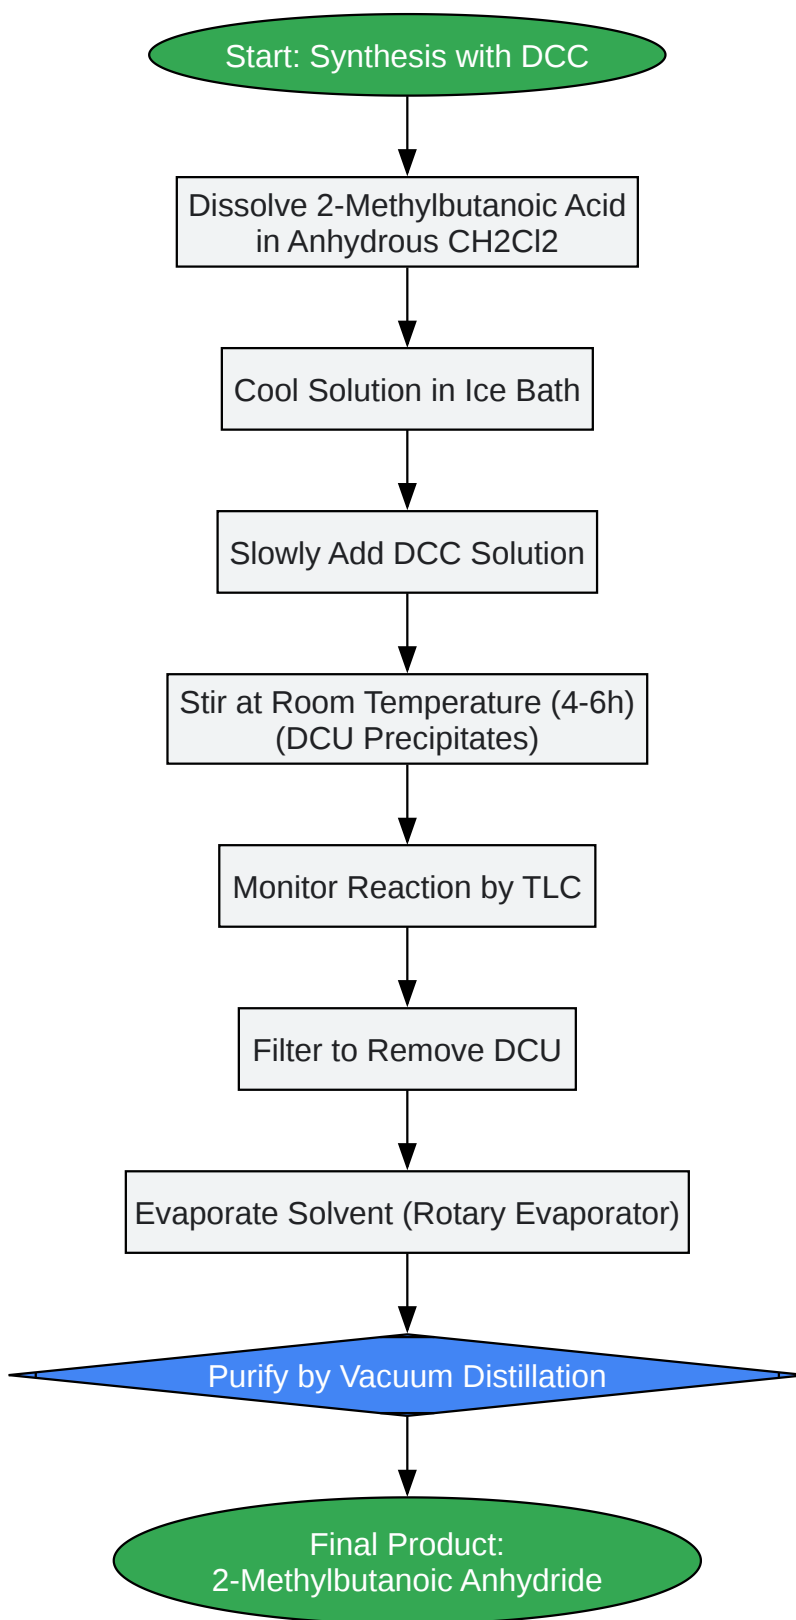 Start: Synthesis with DCC
Dissolve 2-Methylbutanoic Acid
in Anhydrous CH2Cl2
Cool Solution in Ice Bath
Slowly Add DCC Solution
Stir at Room Temperature (4-6h)
(DCU Precipitates)
Monitor Reaction by TLC
Filter to Remove DCU
Evaporate Solvent (Rotary Evaporator)
Purify by Vacuum Distillation
Final Product:
2-Methylbutanoic Anhydride